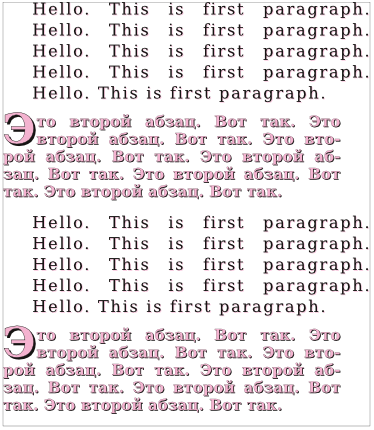 Hello. This is first paragraph.
Hello. This is first paragraph.
Hello. This is first paragraph.
Hello. This is first paragraph.
Hello. This is first paragraph.
Это второй абзац. Вот так. Это
второй абзац. Вот так. Это вто-
рой абзац. Вот так. Это второй аб-
зац. Вот так. Это второй абзац. Вот
так. Это второй абзац. Вот так.
Hello. This is first paragraph.
Hello. This is first paragraph.
Hello. This is first paragraph.
Hello. This is first paragraph.
Hello. This is first paragraph.
Это второй абзац. Вот так. Это
второй абзац. Вот так. Это вто-
рой абзац. Вот так. Это второй аб-
зац. Вот так. Это второй абзац. Вот
так. Это второй абзац. Вот так.